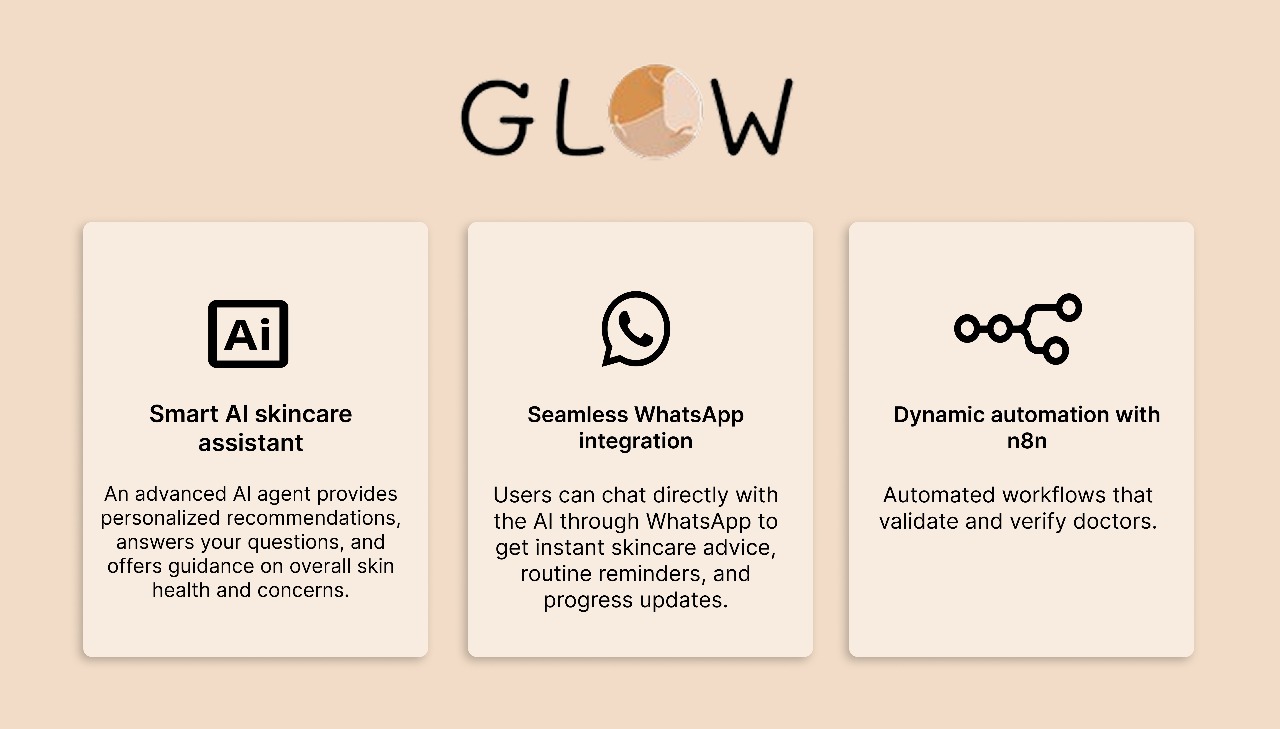 GLOW
Ai
Smart AI skincare
assistant
An advanced AI agent provides
personalized recommendations,
answers your questions, and
offers guidance on overall skin
health and concerns.
Seamless WhatsApp
integration
Users can chat directly with
the AI through WhatsApp to
get instant skincare advice,
routine reminders, and
progress updates.
Dynamic automation with
n8n
Automated workflows that
validate and verify doctors.